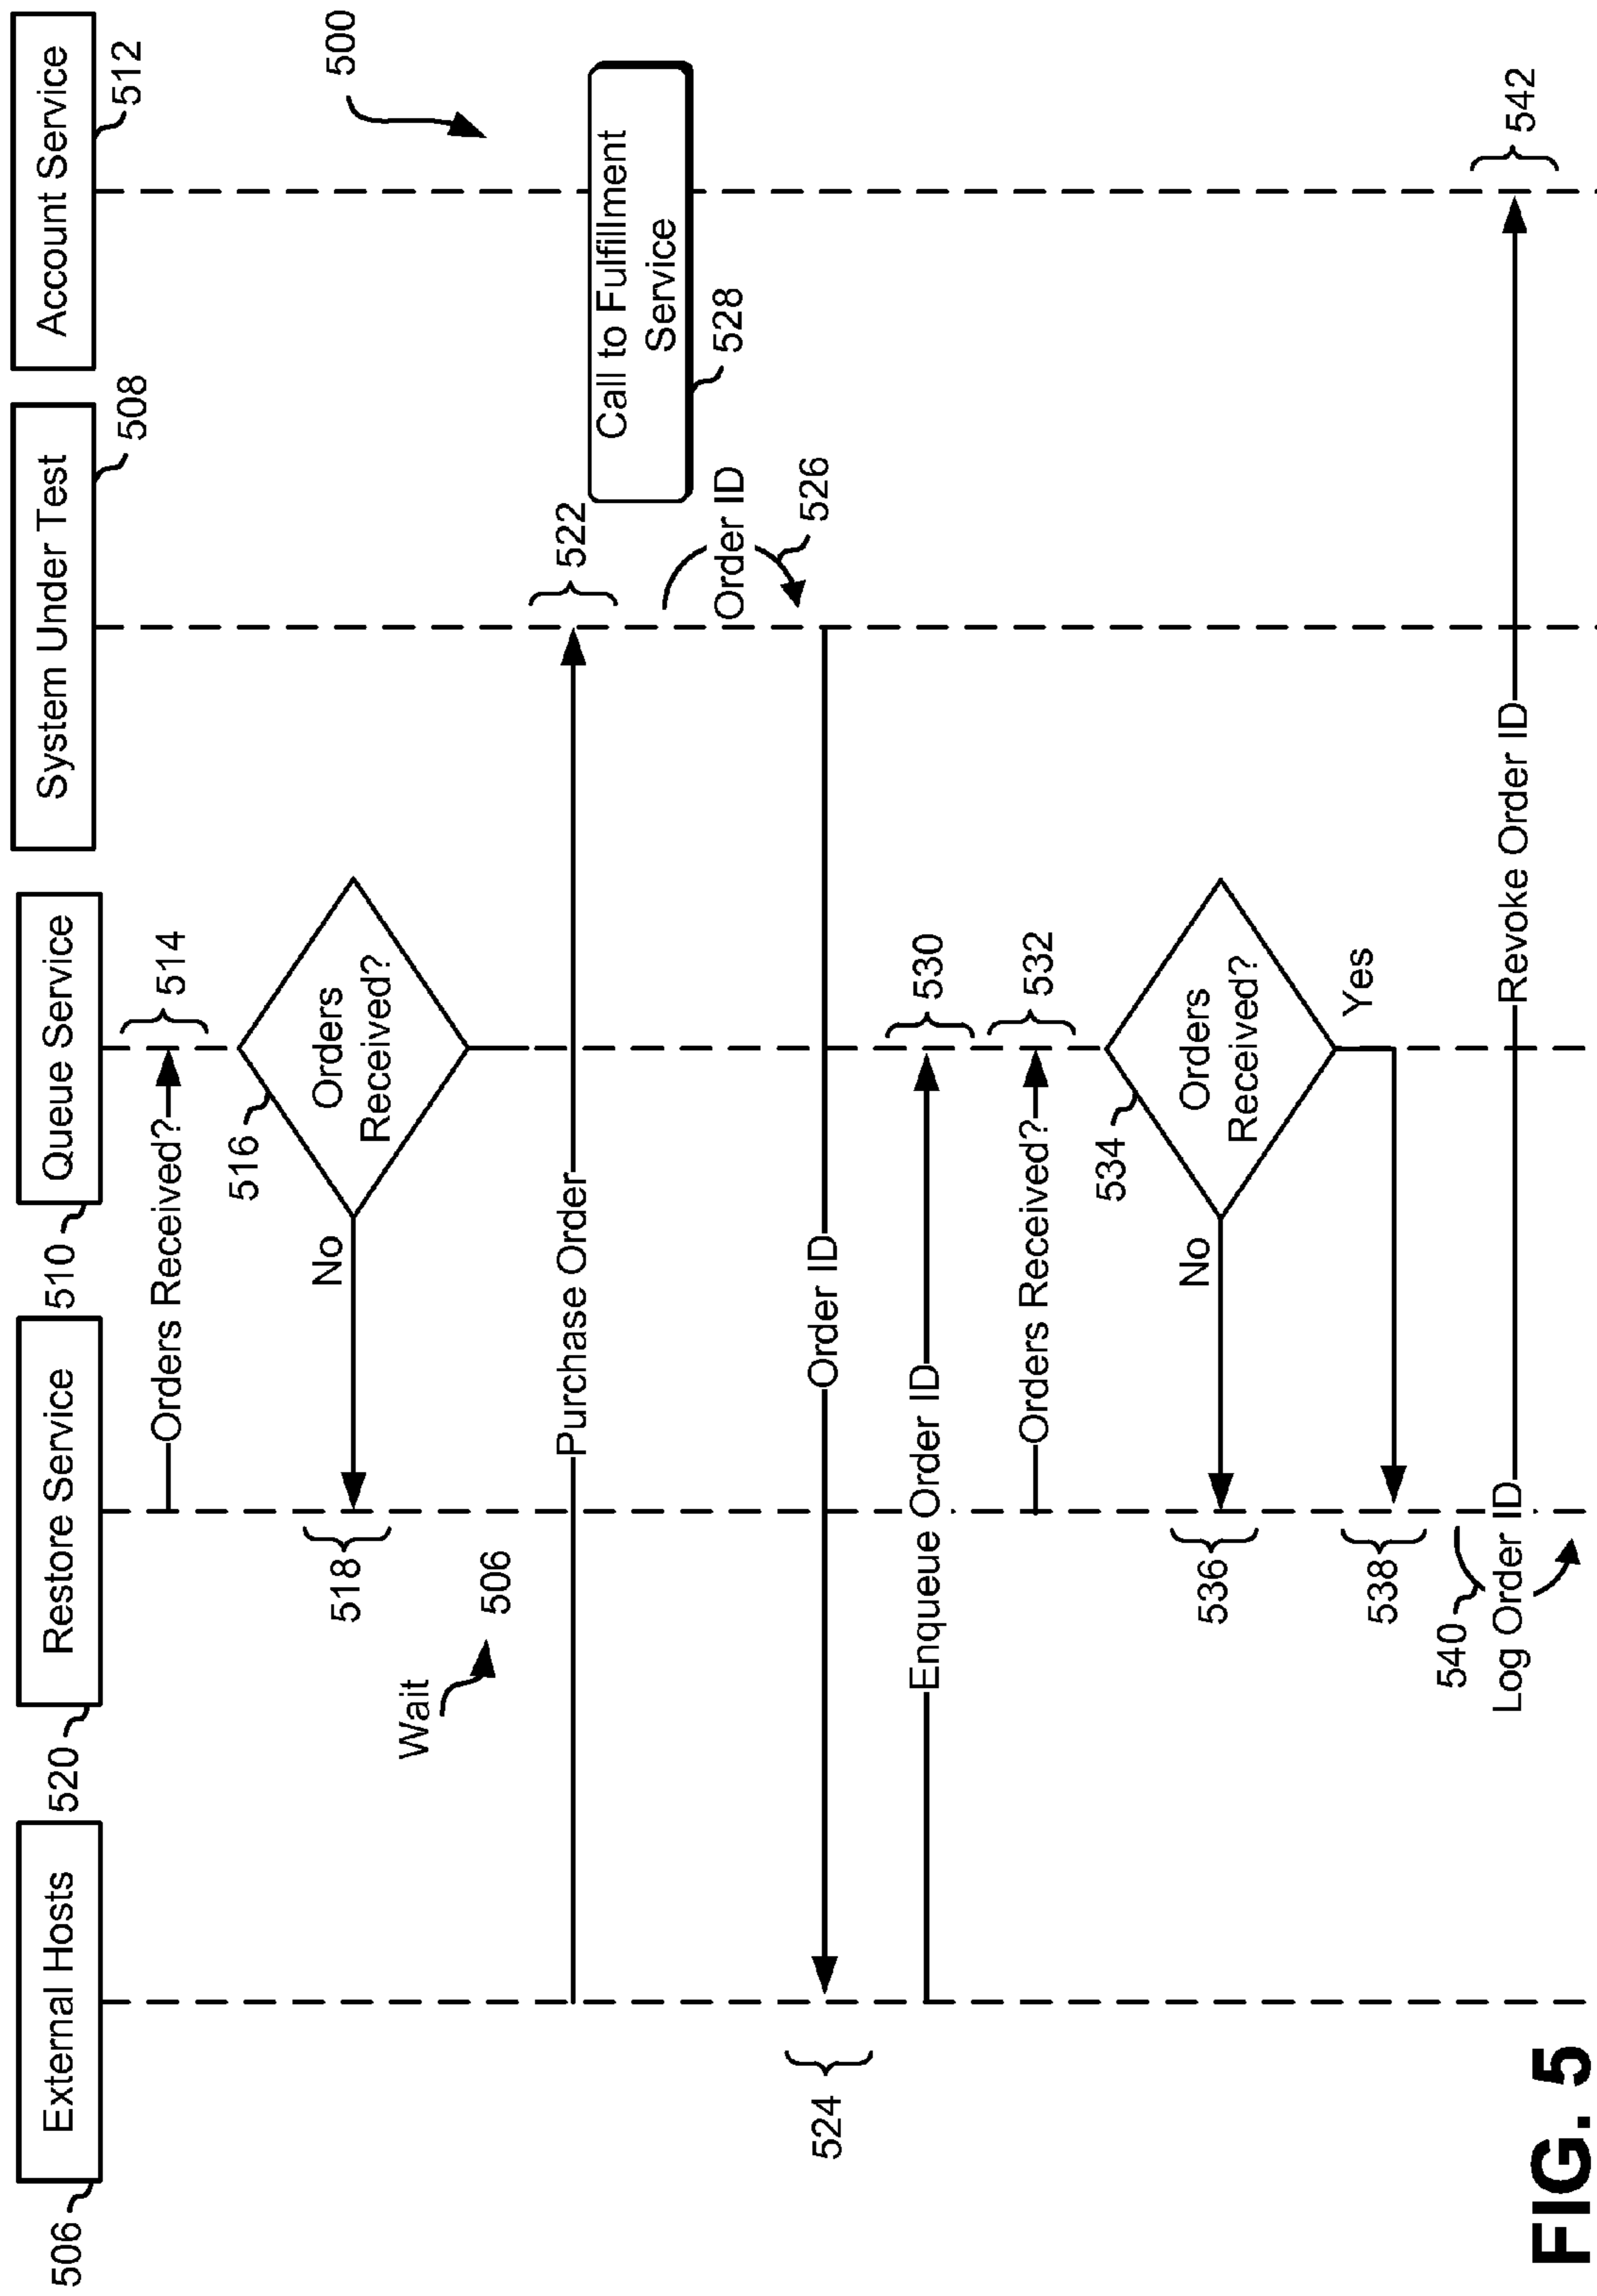 External Hosts
506
Restore Service
520
Queue Service
510
System Under Test
508
Account Service
512
500
Orders Received?
514
Orders
Received?
516
No
518
Wait
506
Purchase Order
522
Call to Fulfillment
Service
528
Order ID
526
Order ID
524
Enqueue Order ID
530
Orders Received?
532
Orders
Received?
534
No
536
Yes
538
540
Log Order ID
Revoke Order ID
542
FIG. 5